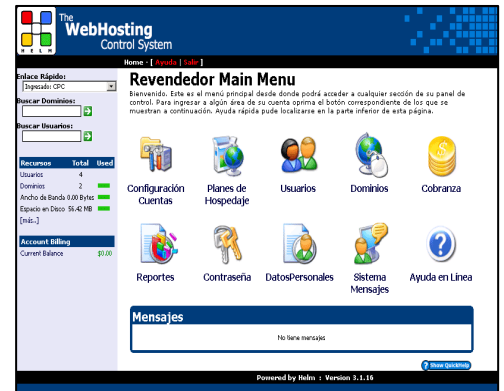 The
WebHosting
Control System
H E L M
Home - [ Ayuda | Salir ]
Enlace Rápido:
Ingresado: CPC
Buscar Dominios:
Buscar Usuarios:
Recursos Total Used
Usuarios 4
Dominios 2
Ancho de Banda 0.00 Bytes
Espacio en Disco 56.42 MB
[más..]
Account Billing
Current Balance $0.00
Revendedor Main
Menu
Bienvenido. Este es el menú principal desde donde podrá acceder a cualquier sección de su panel de
control. Para ingresar a algún área de su cuenta oprima el botón correspondiente de los que se
muestran a continuación. Ayuda rápida pude localizarse en la parte inferior de esta página.
Configuración
Cuentas
Planes de
Hospedaje
Usuarios
Dominios
Cobranza
Reportes
Contraseña
DatosPersonales
Sistema
Mensajes
Ayuda en Linea
Mensajes
No tiene mensajes
Show QuickHelp
Powered by Helm : Version 3.1.16